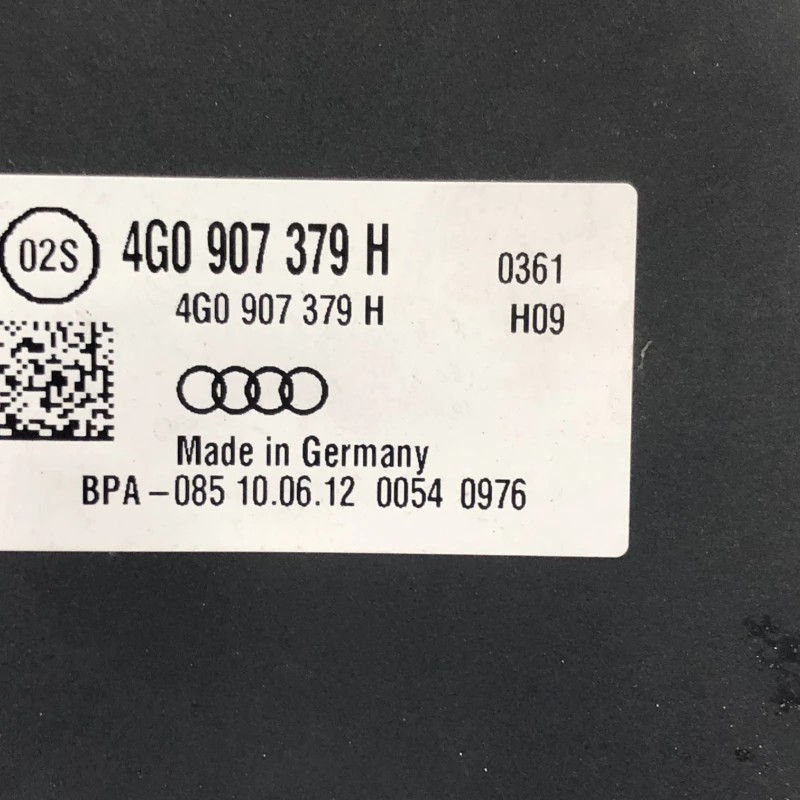 02S 4G0 907 379 H 0361
4G0 907 379 H H09
Made in Germany
BPA-085 10.06.12 0054 0976